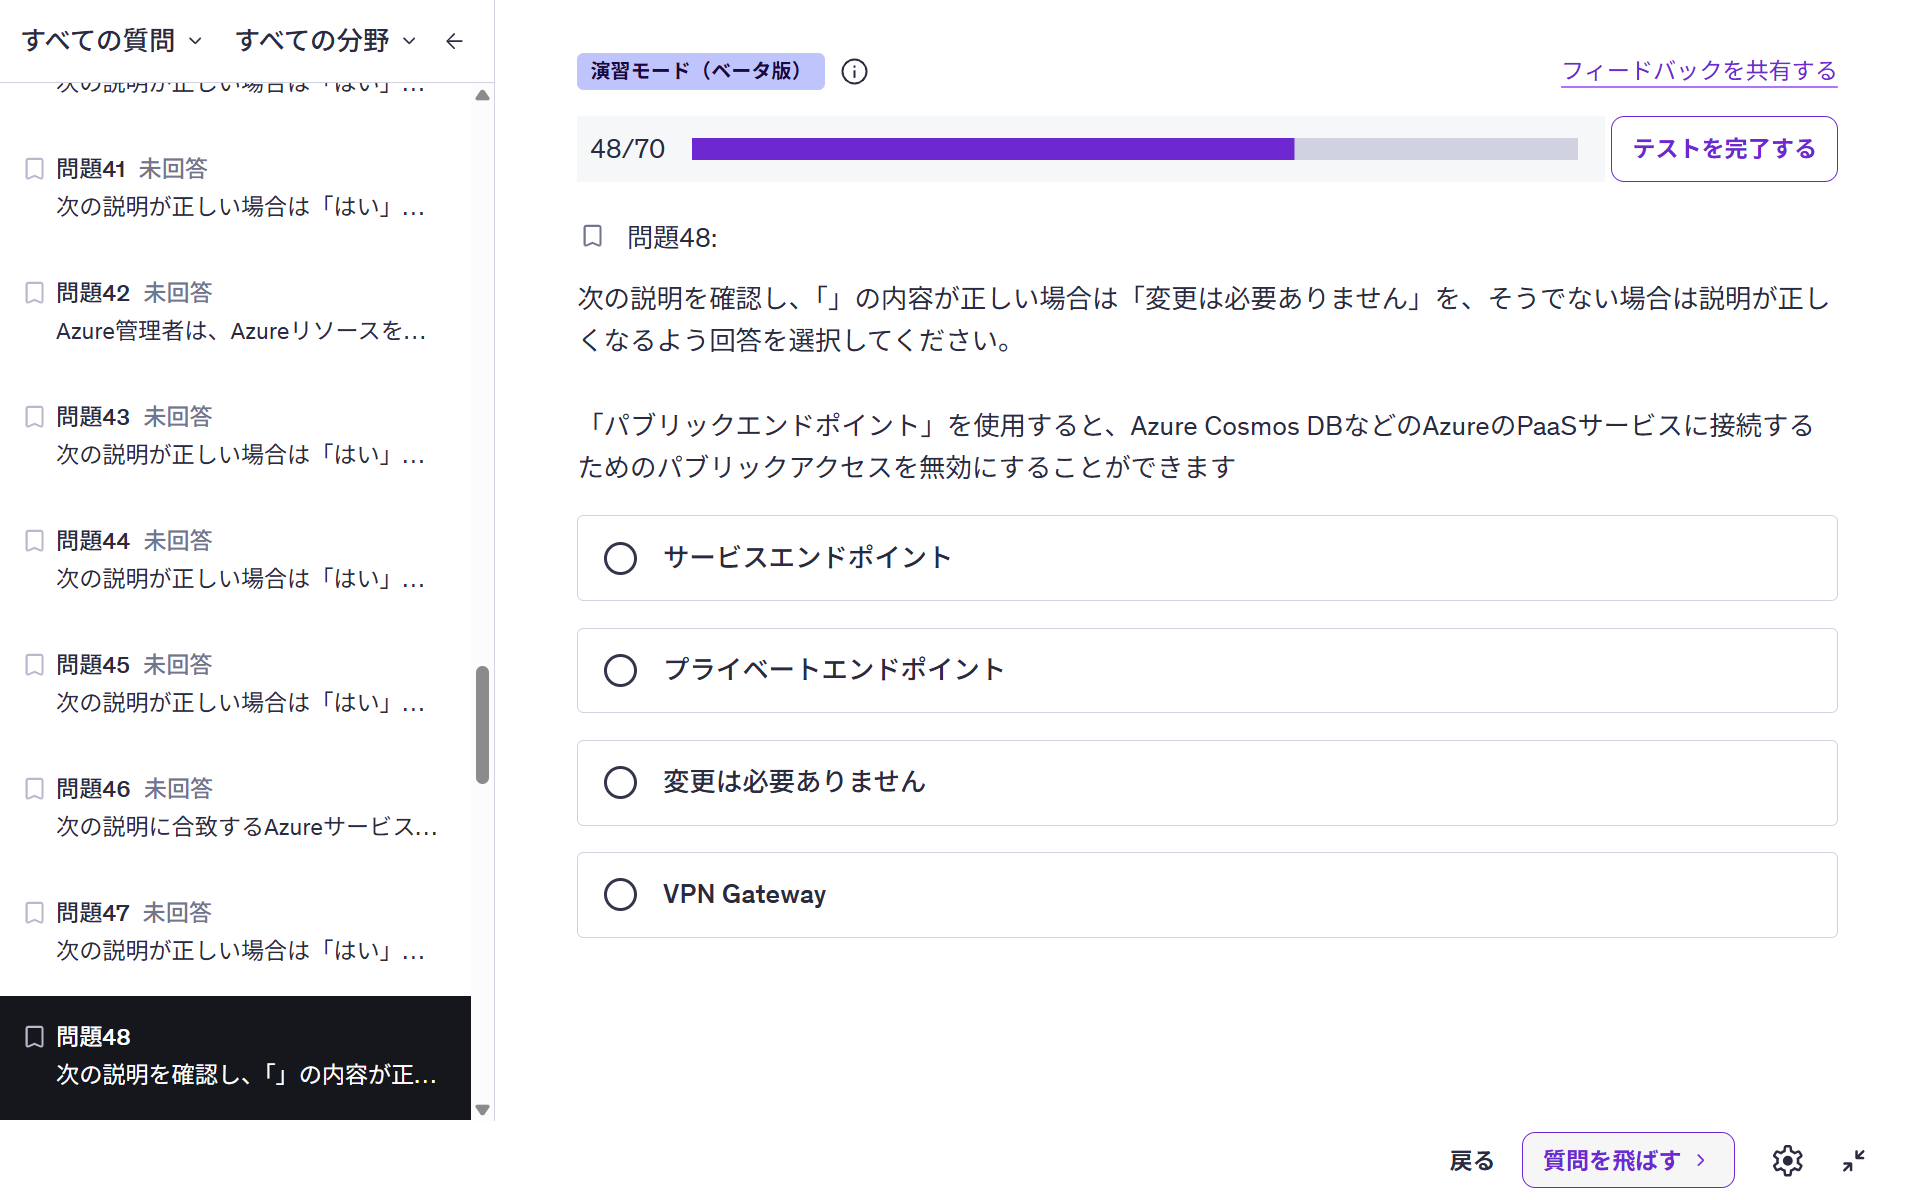 すべての質問
すべての分野
次の説明が正しい場合は「はい」...
問題41 未回答
次の説明が正しい場合は「はい」...
問題42 未回答
Azure管理者は、Azureリソースを...
問題43 未回答
次の説明が正しい場合は「はい」...
問題44 未回答
次の説明が正しい場合は「はい」...
問題45 未回答
次の説明が正しい場合は「はい」...
問題46 未回答
次の説明に合致するAzureサービス...
問題47 未回答
次の説明が正しい場合は「はい」...
問題48
次の説明を確認し、「」の内容が正...
演習モード（ベータ版）
フィードバックを共有する
48/70
テストを完了する
問題48:
次の説明を確認し、「」の内容が正しい場合は「変更は必要ありません」を、そうでない場合は説明が正し
くなるよう回答を選択してください。
「パブリックエンドポイント」を使用すると、Azure Cosmos DBなどのAzureのPaaSサービスに接続する
ためのパブリックアクセスを無効にすることができます
サービスエンドポイント
プライベートエンドポイント
変更は必要ありません
VPN Gateway
戻る
質問を飛ばす